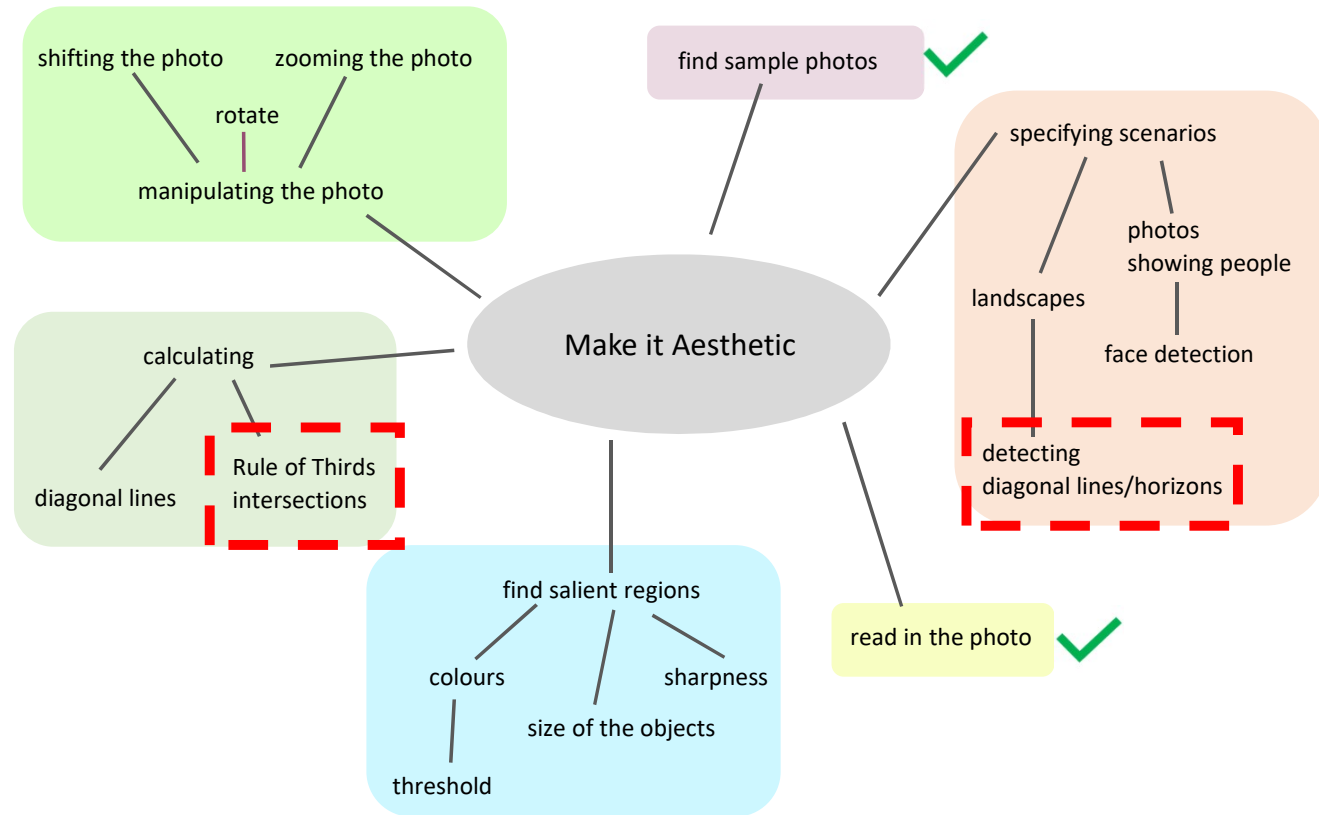 shifting the photo
zooming the photo
rotate
manipulating the photo
find sample photos
specifying scenarios
photos
showing people
landscapes
face detection
detecting
diagonal lines/horizons
Make it Aesthetic
calculating
Rule of Thirds
intersections
diagonal lines
find salient regions
colours
sharpness
size of the objects
threshold
read in the photo